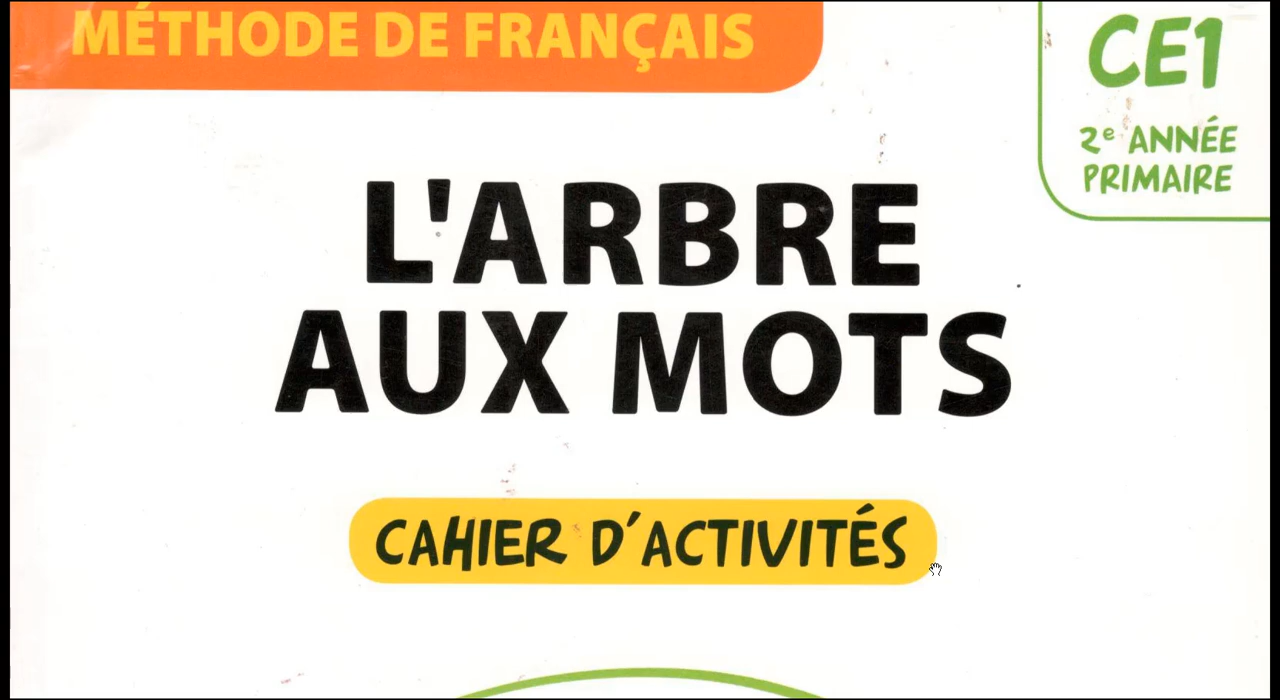 MÉTHODE DE FRANÇAIS
CE1
2e ANNÉE
PRIMAIRE
L'ARBRE
AUX MOTS
CAHIER D'ACTIVITÉS